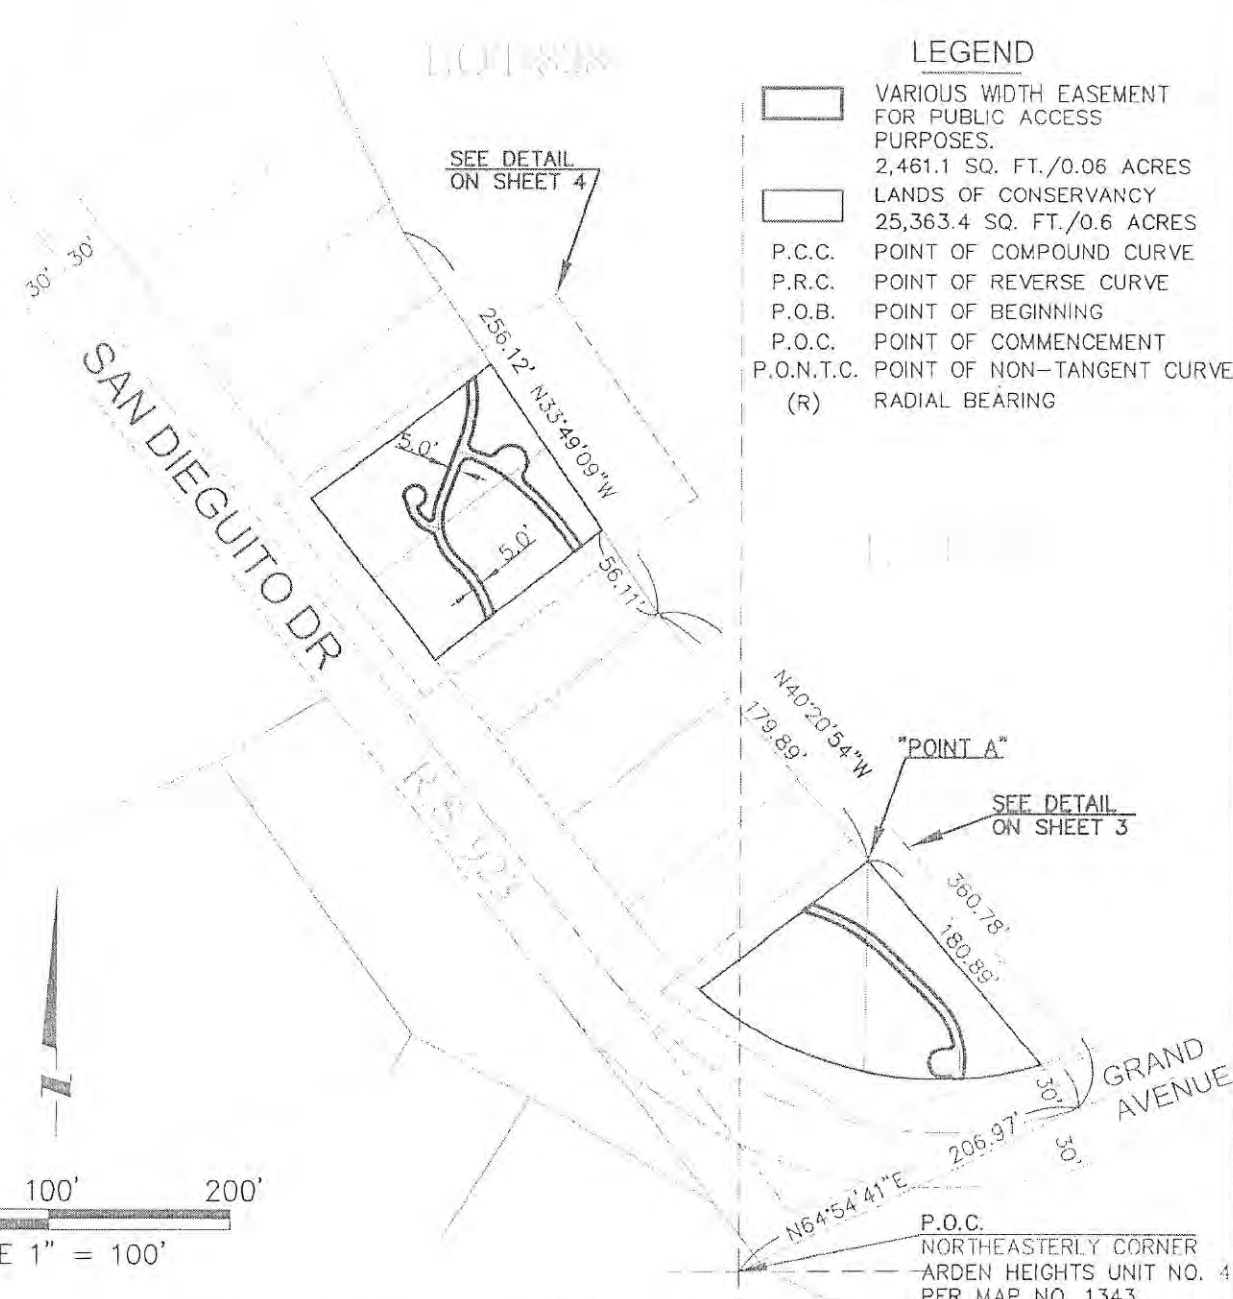 LEGEND
VARIOUS WIDTH EASEMENT
FOR PUBLIC ACCESS
PURPOSES.
2,461.1 SQ. FT./0.06 ACRES
LANDS OF CONSERVANCY
25,363.4 SQ. FT./0.6 ACRES
P.C.C. POINT OF COMPOUND CURVE
P.R.C. POINT OF REVERSE CURVE
P.O.B. POINT OF BEGINNING
P.O.C. POINT OF COMMENCEMENT
P.O.N.T.C. POINT OF NON-TANGENT CURVE
(R) RADIAL BEARING
SEE DETAIL
ON SHEET 4
30' 30'
SAN DIEGUITO DR
256.12' N33°49'09"W
5.0'
5.0'
56.11'
N40°20'54"W
179.89'
"POINT A"
SEE DETAIL
ON SHEET 3
R.S. 923
360.78'
180.89'
GRAND
AVENUE
30'
30'
206.97'
N64°54'41"E
P.O.C.
NORTHEASTERLY CORNER
ARDEN HEIGHTS UNIT NO. 4
PER MAP NO. 1343
100' 200'
E 1" = 100'